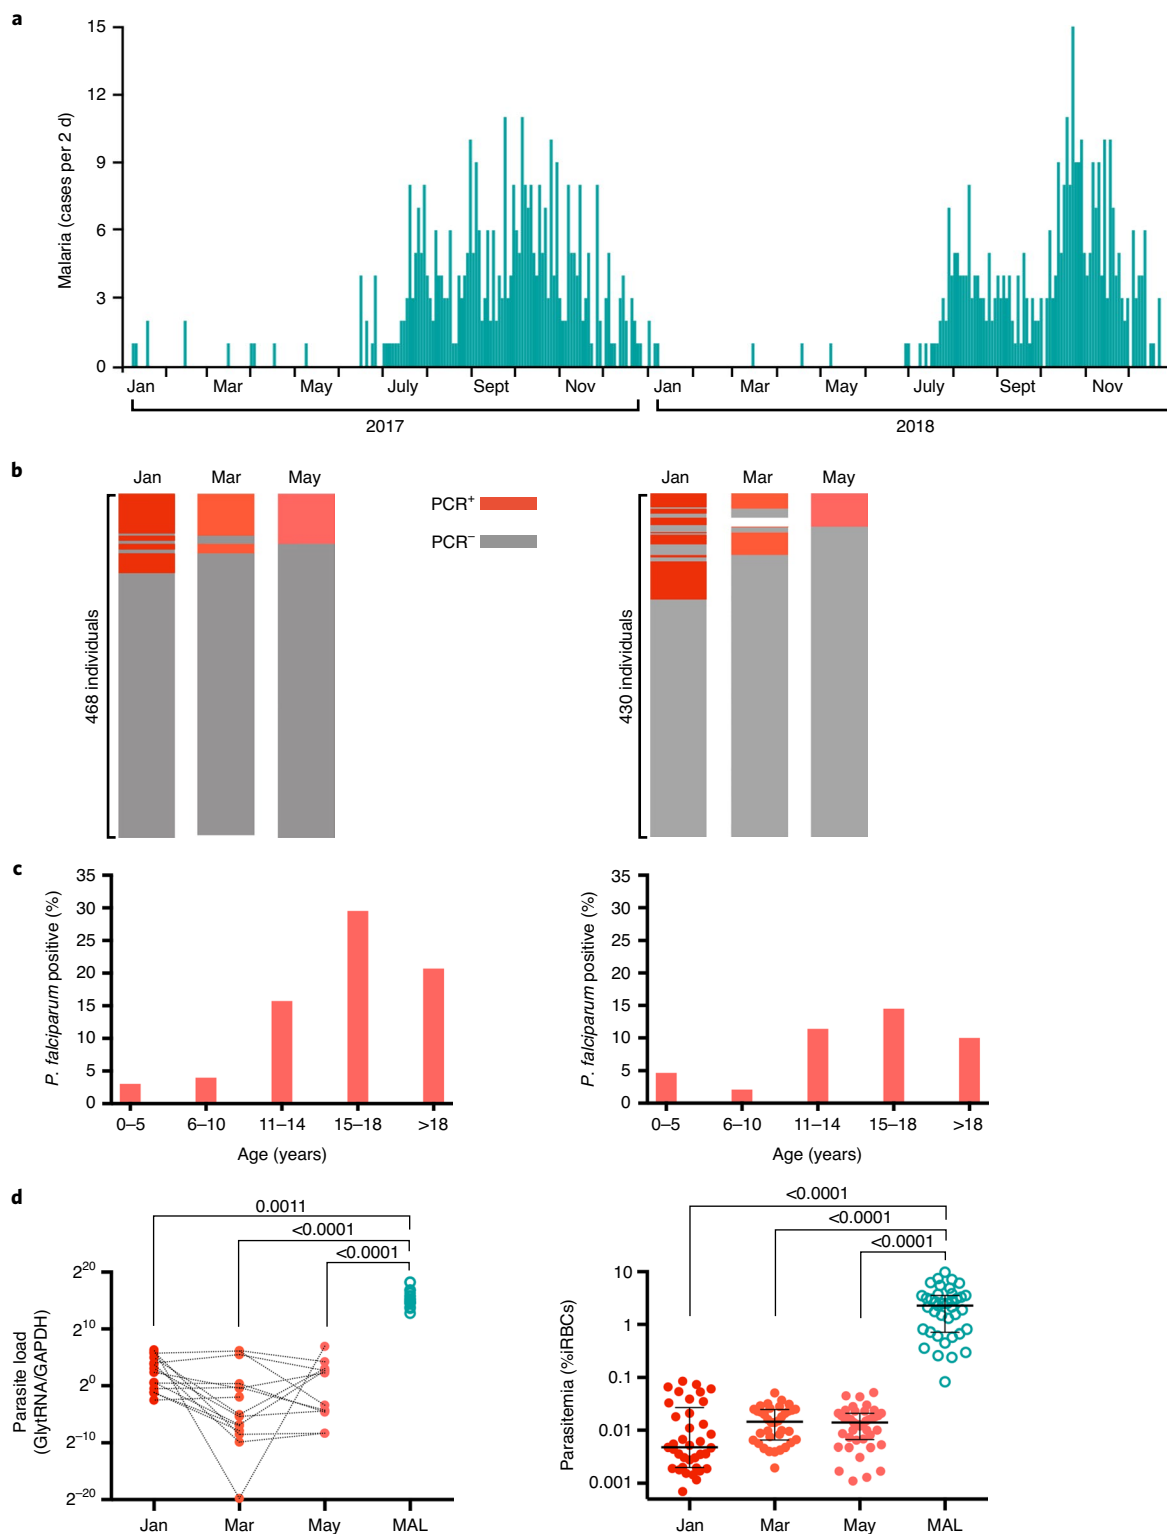 a
15
12
9
6
3
0
Malaria (cases per 2 d)
Jan Mar May July Sept Nov Jan Mar May July Sept Nov
2017 2018
b
Jan Mar May
PCR+
PCR−
468 individuals
Jan Mar May
430 individuals
c
35
30
25
20
15
10
5
0
P. falciparum positive (%)
0–5 6–10 11–14 15–18 >18
Age (years)
35
30
25
20
15
10
5
0
P. falciparum positive (%)
0–5 6–10 11–14 15–18 >18
Age (years)
d
0.0011
<0.0001
<0.0001
2^20
2^10
2^0
2^−10
2^−20
Parasite load
(GlytRNA/GAPDH)
Jan Mar May MAL
<0.0001
<0.0001
<0.0001
10
1
0.1
0.01
0.001
Parasitemia (%iRBCs)
Jan Mar May MAL